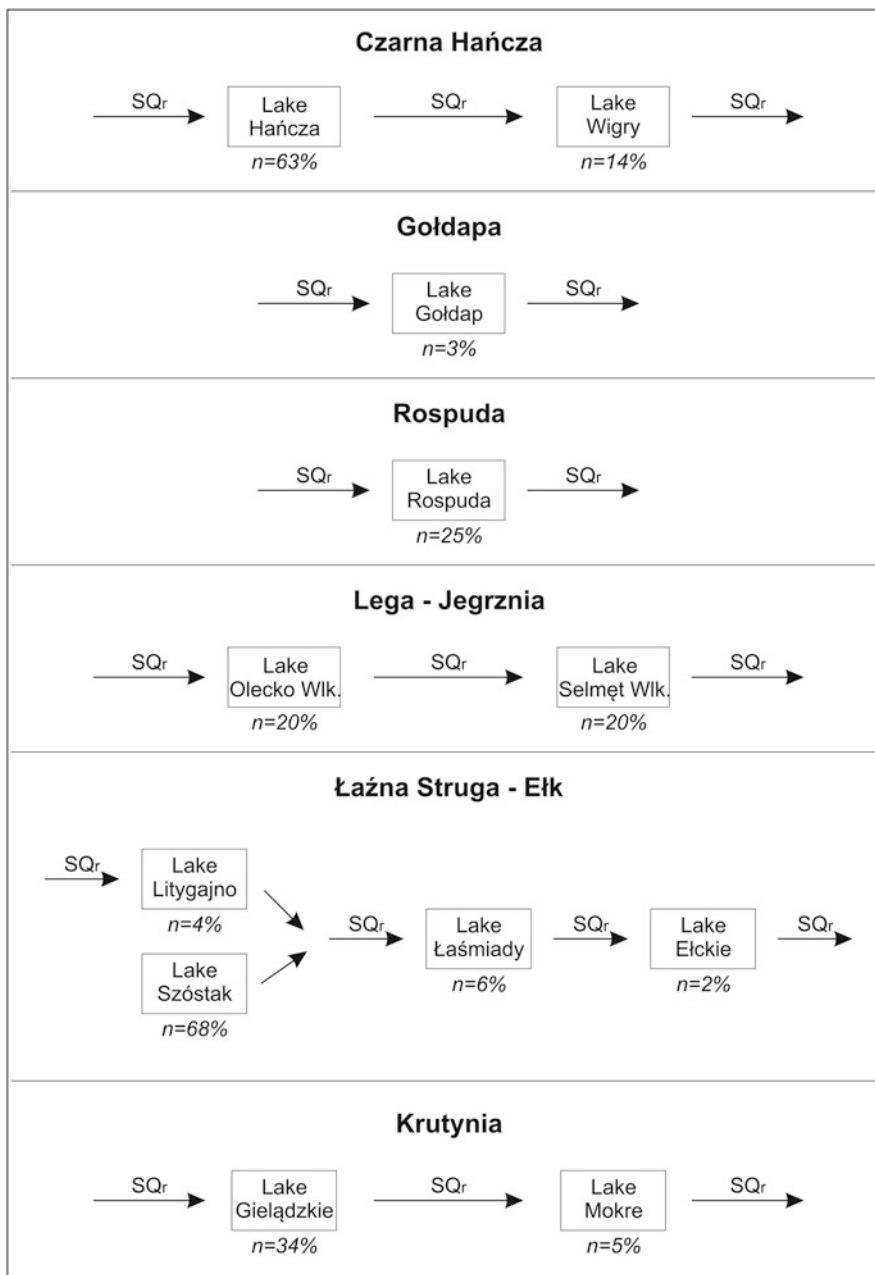 Czarna Hańcza
SQr
Lake
Hańcza
n=63%
SQr
Lake
Wigry
n=14%
SQr
Gołdapa
SQr
Lake
Gołdap
n=3%
SQr
Rospuda
SQr
Lake
Rospuda
n=25%
SQr
Lega - Jegrznia
SQr
Lake
Olecko Wlk.
n=20%
SQr
Lake
Selmęt Wlk.
n=20%
SQr
Łaźna Struga - Ełk
SQr
Lake
Litygajno
n=4%
Lake
Szóstak
n=68%
SQr
Lake
Łaśmiady
n=6%
SQr
Lake
Ełckie
n=2%
SQr
Krutynia
SQr
Lake
Gielądzkie
n=34%
SQr
Lake
Mokre
n=5%
SQr